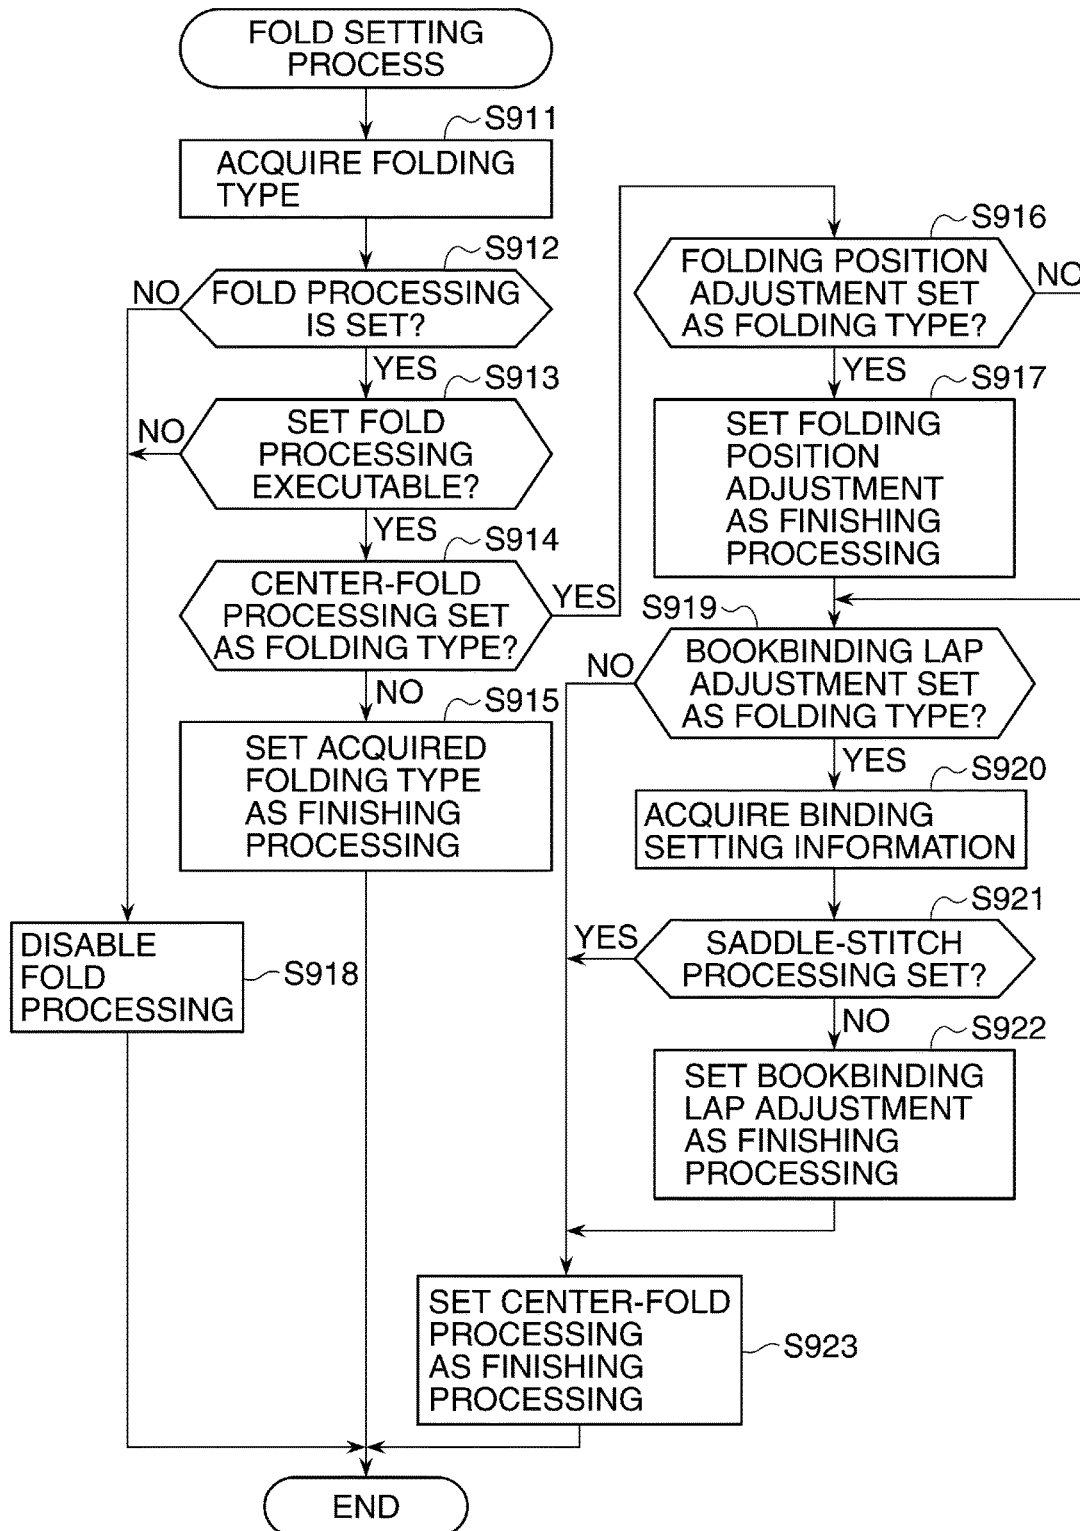 FOLD SETTING
PROCESS
S911
ACQUIRE FOLDING
TYPE
S912
FOLD PROCESSING
IS SET?
NO
YES
S913
SET FOLD
PROCESSING
EXECUTABLE?
NO
YES
S914
CENTER-FOLD
PROCESSING SET
AS FOLDING TYPE?
YES
NO
S915
SET ACQUIRED
FOLDING TYPE
AS FINISHING
PROCESSING
DISABLE
FOLD
PROCESSING
S918
S916
FOLDING POSITION
ADJUSTMENT SET
AS FOLDING TYPE?
NO
YES
S917
SET FOLDING
POSITION
ADJUSTMENT
AS FINISHING
PROCESSING
S919
BOOKBINDING LAP
ADJUSTMENT SET
AS FOLDING TYPE?
NO
YES
S920
ACQUIRE BINDING
SETTING INFORMATION
S921
SADDLE-STITCH
PROCESSING SET?
YES
NO
S922
SET BOOKBINDING
LAP ADJUSTMENT
AS FINISHING
PROCESSING
SET CENTER-FOLD
PROCESSING
AS FINISHING
PROCESSING
S923
END